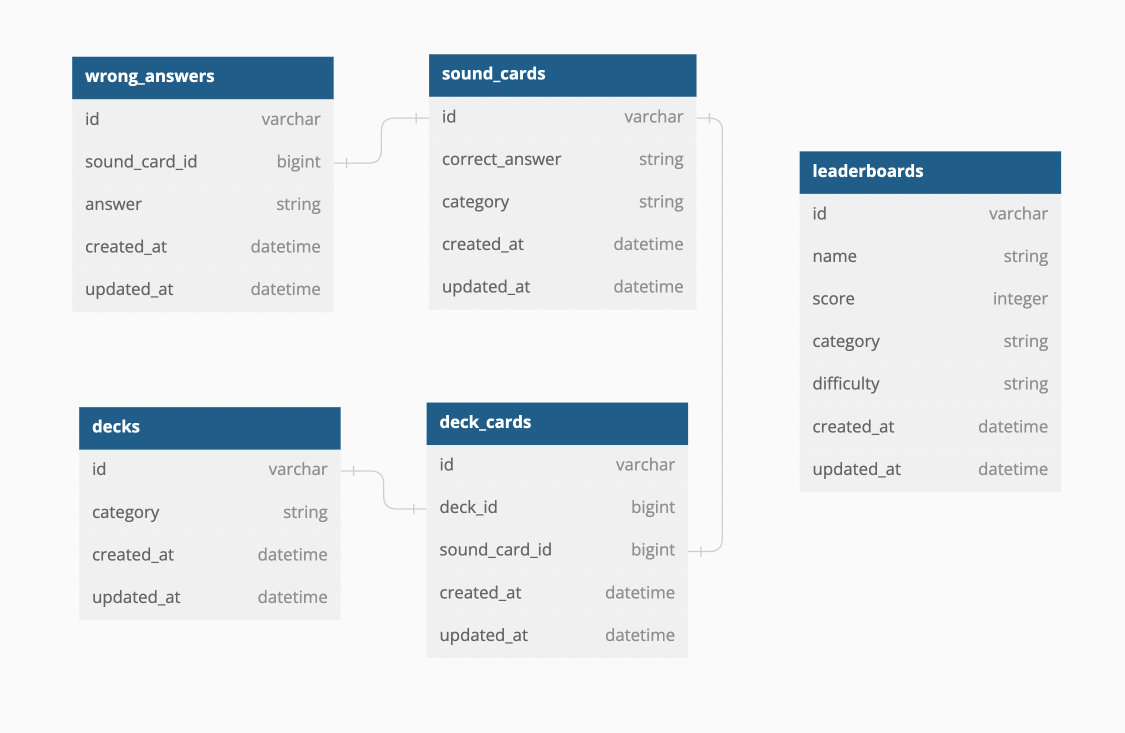 wrong_answers
id varchar
sound_card_id bigint
answer string
created_at datetime
updated_at datetime
sound_cards
id varchar
correct_answer string
category string
created_at datetime
updated_at datetime
leaderboards
id varchar
name string
score integer
category string
difficulty string
created_at datetime
updated_at datetime
decks
id varchar
category string
created_at datetime
updated_at datetime
deck_cards
id varchar
deck_id bigint
sound_card_id bigint
created_at datetime
updated_at datetime